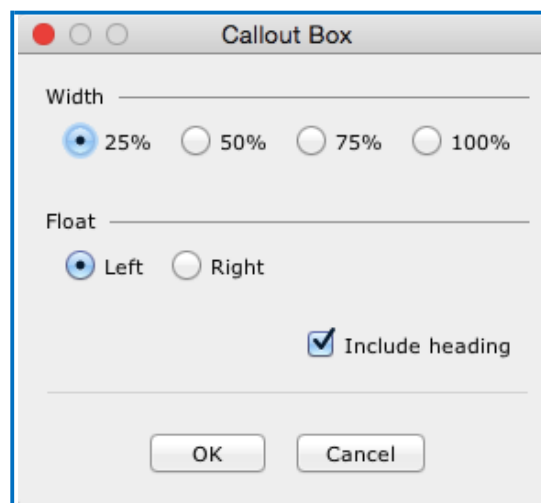 Callout Box
Width
25% 50% 75% 100%
Float
Left Right
Include heading
OK Cancel